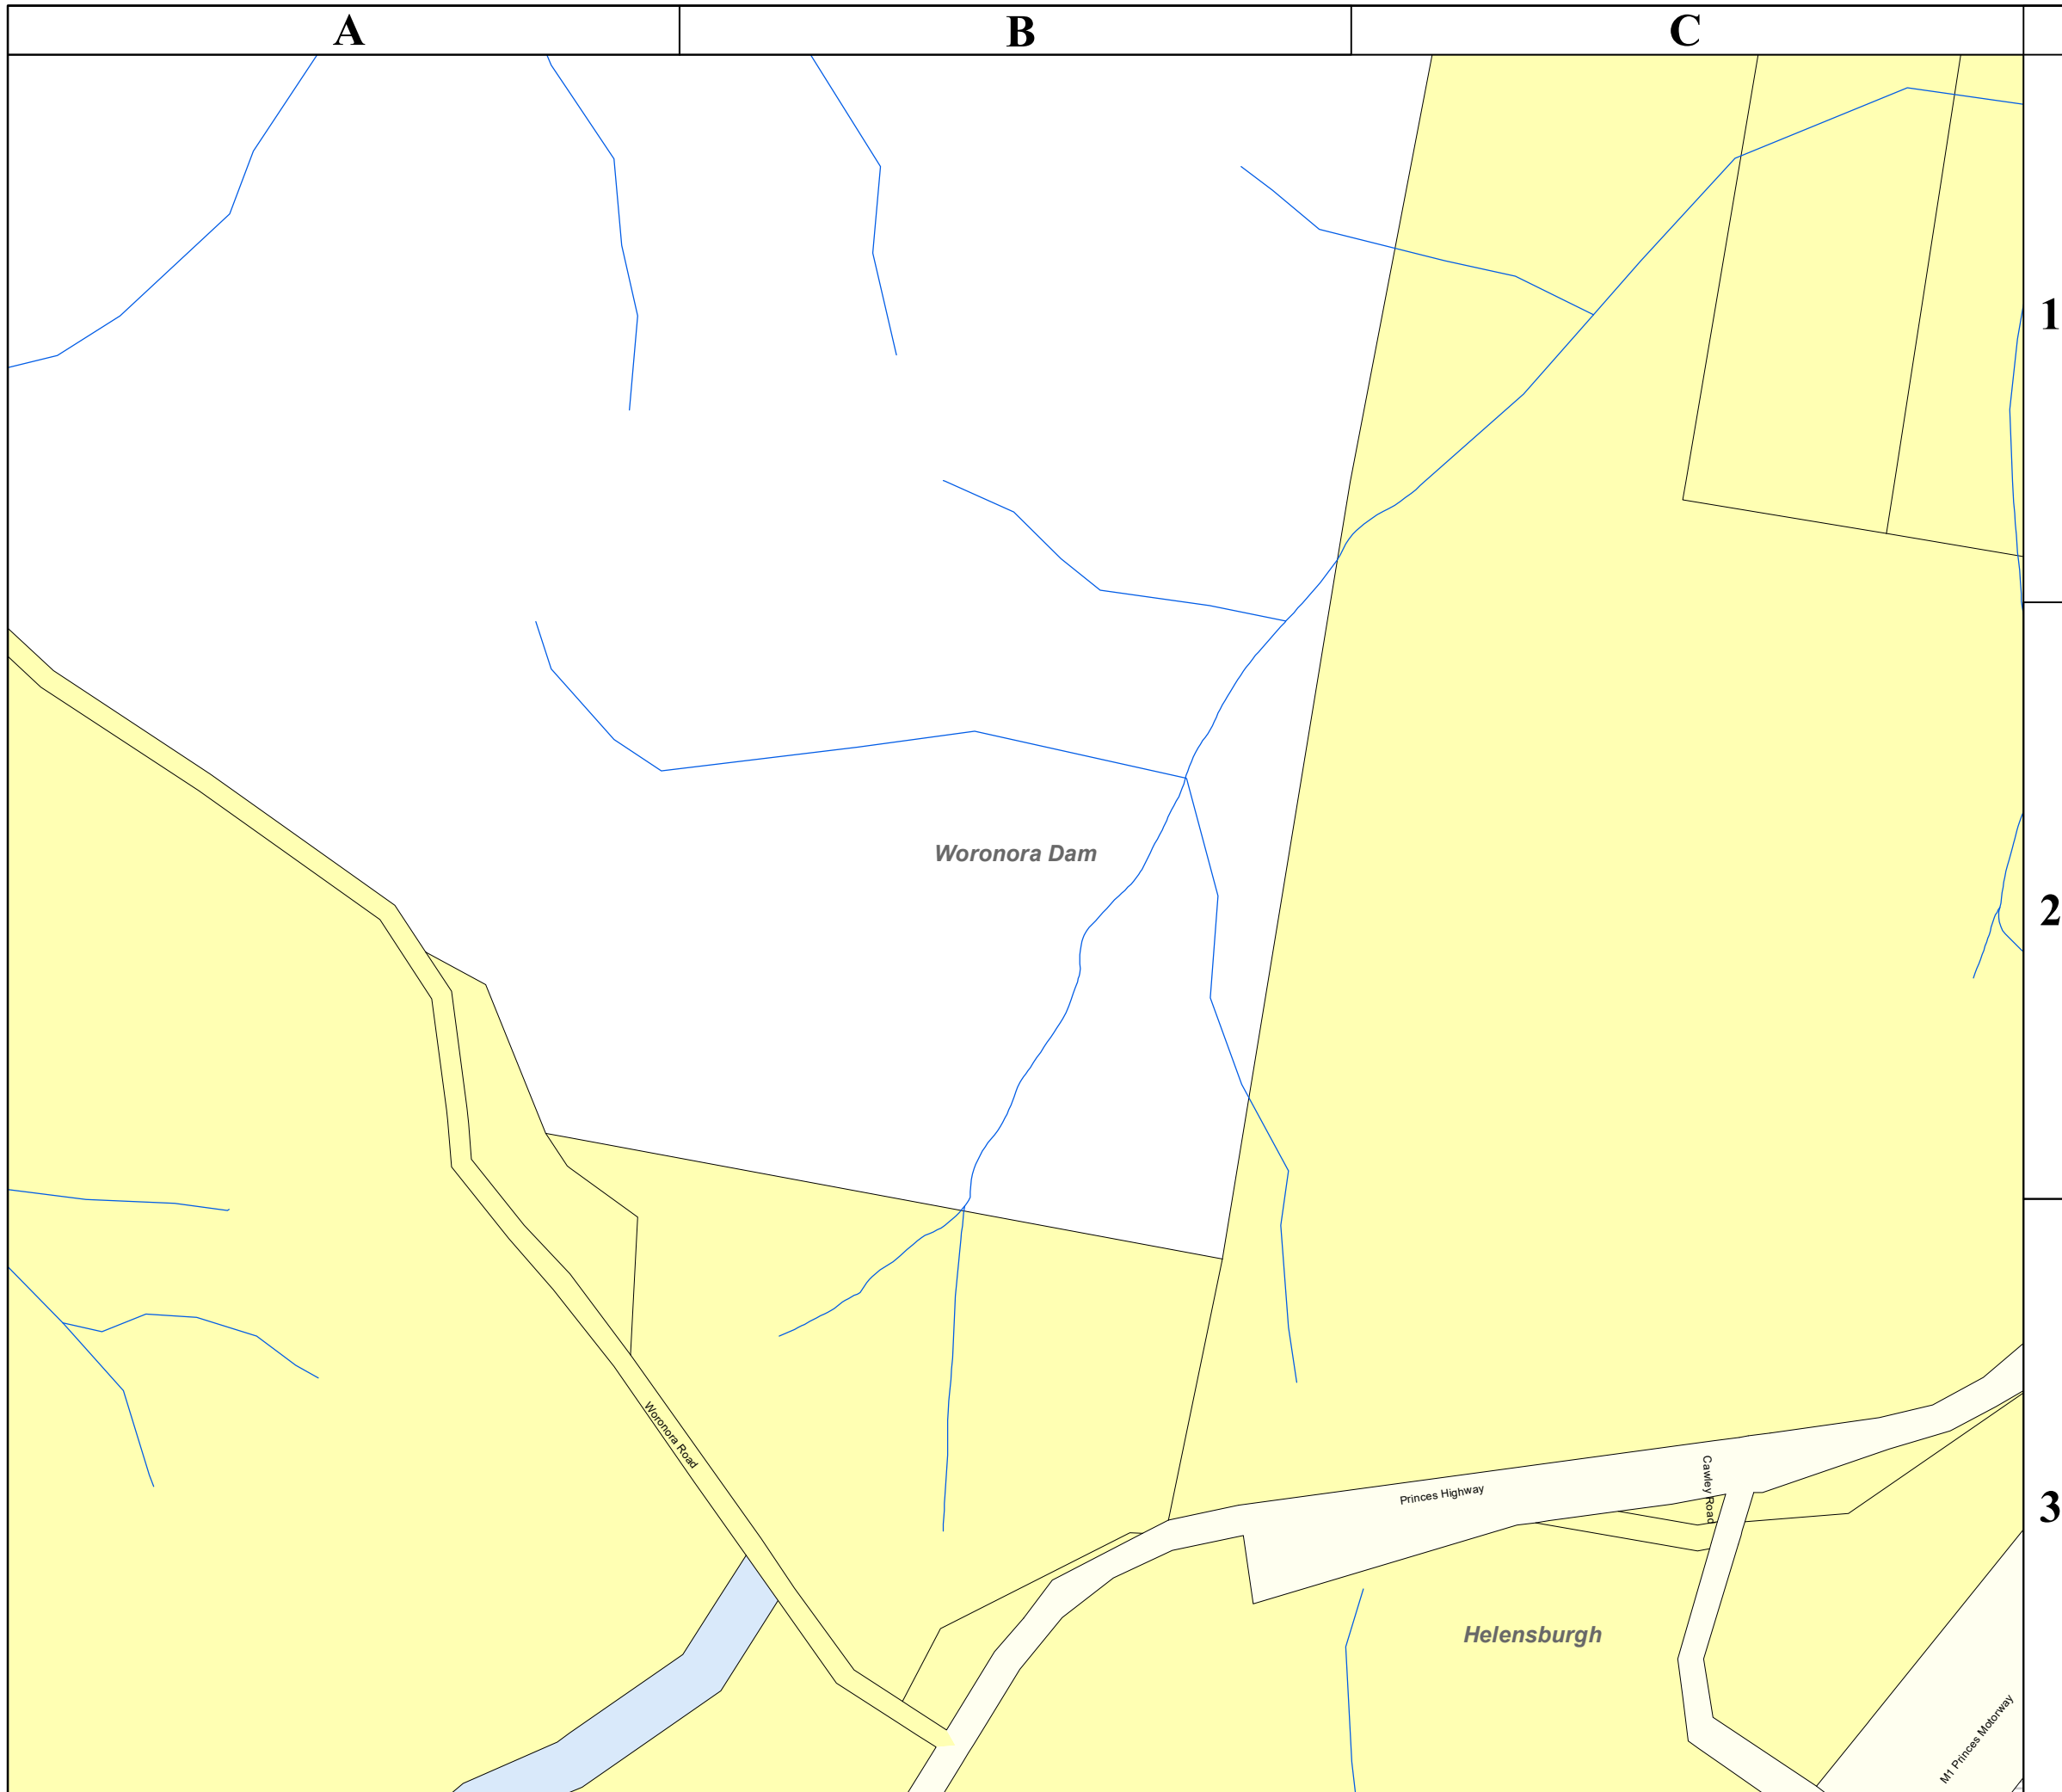 A
B
C
1
Woronora Dam
2
Woronora Road
Princes Highway
Cawley Road
3
Helensburgh
M1 Princes Motorway